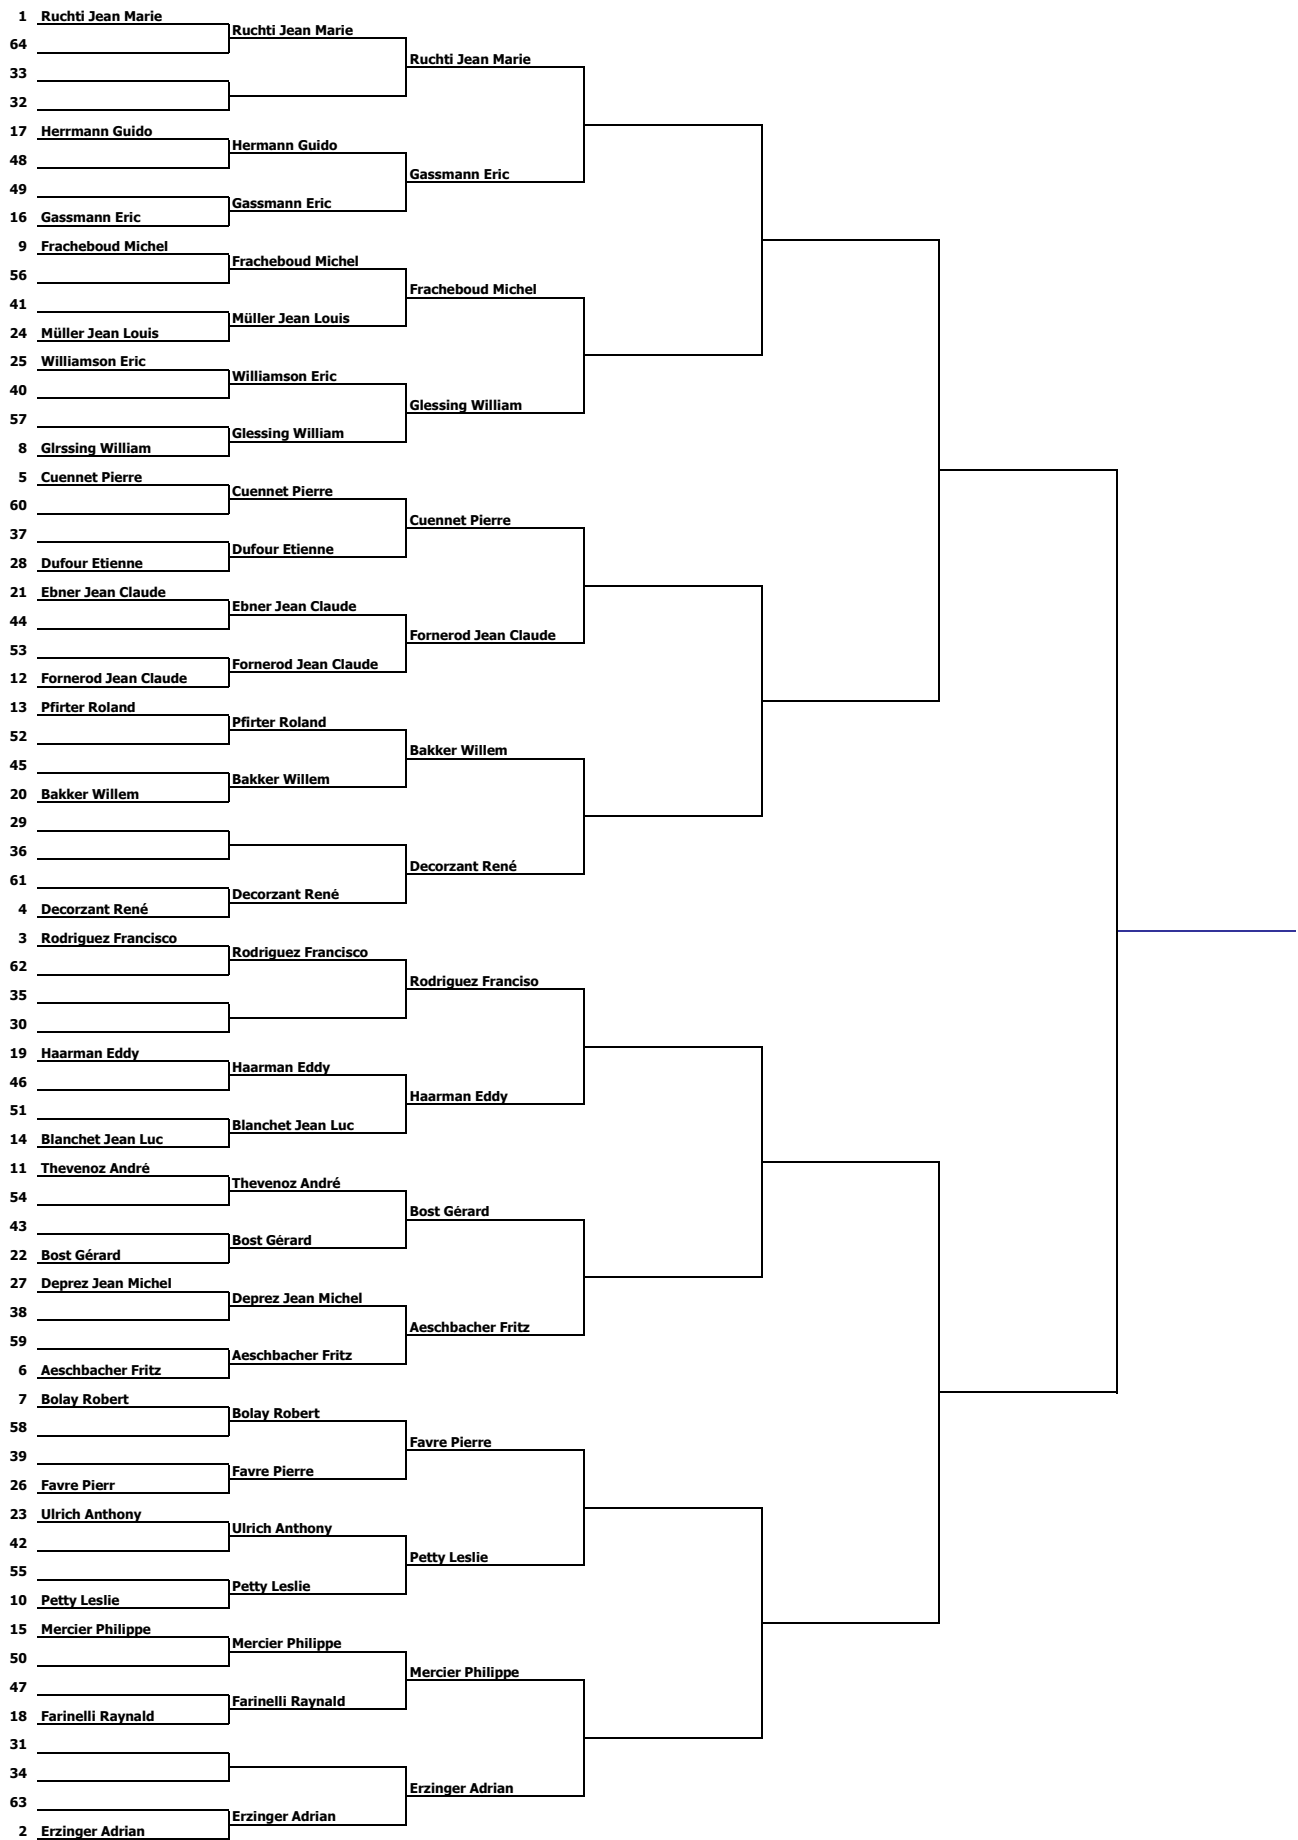 1 Ruchti Jean Marie
Ruchti Jean Marie
64
Ruchti Jean Marie
33
32
17 Herrmann Guido
Hermann Guido
48
Gassmann Eric
49
Gassmann Eric
16 Gassmann Eric
9 Fracheboud Michel
Fracheboud Michel
56
Fracheboud Michel
41
Müller Jean Louis
24 Müller Jean Louis
25 Williamson Eric
Williamson Eric
40
Glessing William
57
Glessing William
8 Glrssing William
5 Cuennet Pierre
Cuennet Pierre
60
Cuennet Pierre
37
Dufour Etienne
28 Dufour Etienne
21 Ebner Jean Claude
Ebner Jean Claude
44
Fornerod Jean Claude
53
Fornerod Jean Claude
12 Fornerod Jean Claude
13 Pfirter Roland
Pfirter Roland
52
Bakker Willem
45
Bakker Willem
20 Bakker Willem
29
36
Decorzant René
61
Decorzant René
4 Decorzant René
3 Rodriguez Francisco
Rodriguez Francisco
62
Rodriguez Franciso
35
30
19 Haarman Eddy
Haarman Eddy
46
Haarman Eddy
51
Blanchet Jean Luc
14 Blanchet Jean Luc
11 Thevenoz André
Thevenoz André
54
Bost Gérard
43
Bost Gérard
22 Bost Gérard
27 Deprez Jean Michel
Deprez Jean Michel
38
Aeschbacher Fritz
59
Aeschbacher Fritz
6 Aeschbacher Fritz
7 Bolay Robert
Bolay Robert
58
Favre Pierre
39
Favre Pierre
26 Favre Pierr
23 Ulrich Anthony
Ulrich Anthony
42
Petty Leslie
55
Petty Leslie
10 Petty Leslie
15 Mercier Philippe
Mercier Philippe
50
Mercier Philippe
47
Farinelli Raynald
18 Farinelli Raynald
31
34
Erzinger Adrian
63
Erzinger Adrian
2 Erzinger Adrian